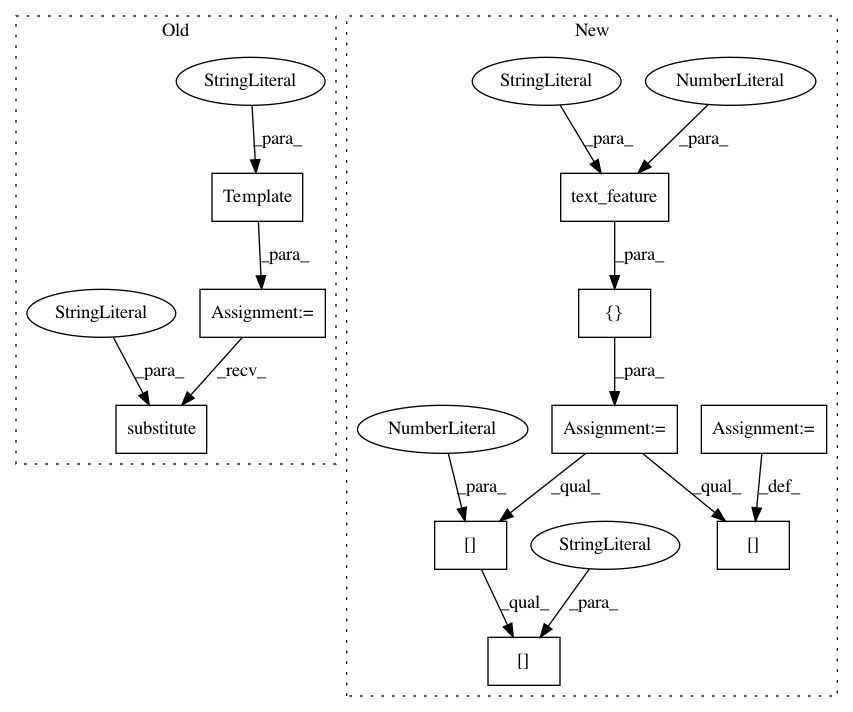 Old
New
StringLiteral
StringLiteral
NumberLiteral
_para_
_para_
_para_
Template
text_feature
_para_
_para_
StringLiteral
Assignment:=
{}
_para_
_recv_
_para_
substitute
NumberLiteral
Assignment:=
Assignment:=
_para_
_qual_
_qual_
_def_
[]
StringLiteral
[]
_qual_
_para_
[]